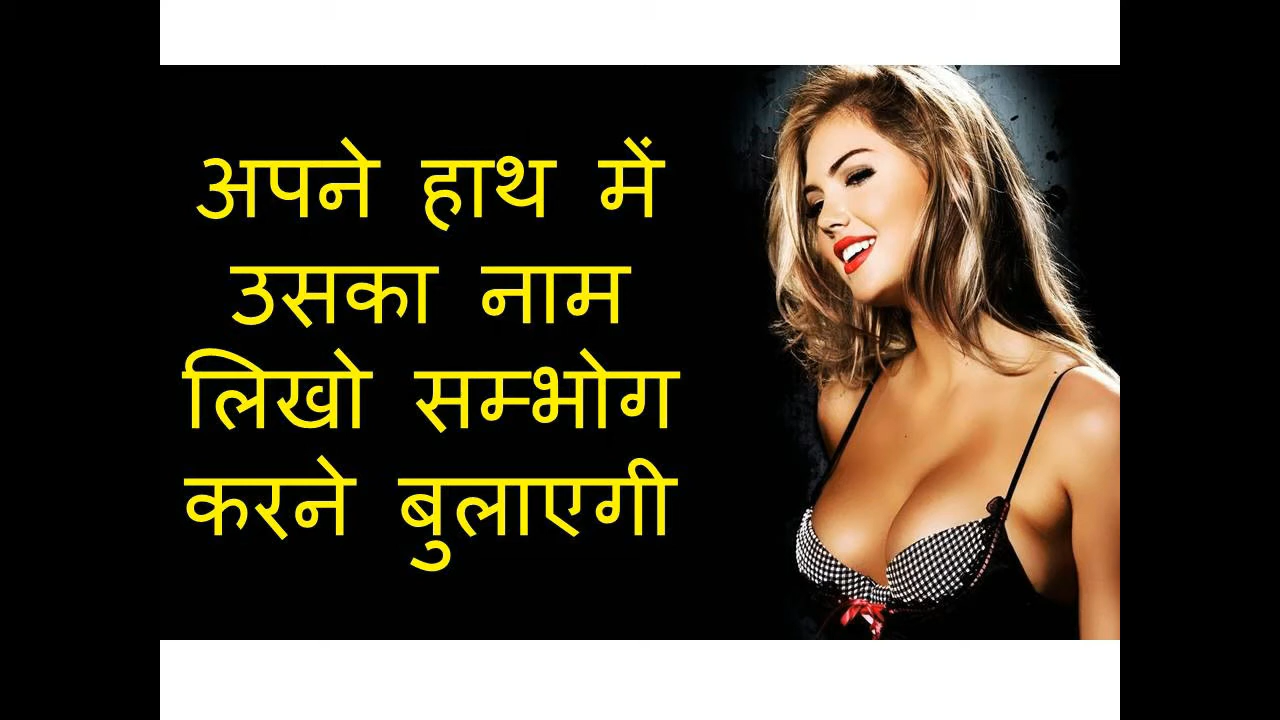 अपने हाथ में
उसका नाम
लिखो सम्भोग
करने बुलाएगी